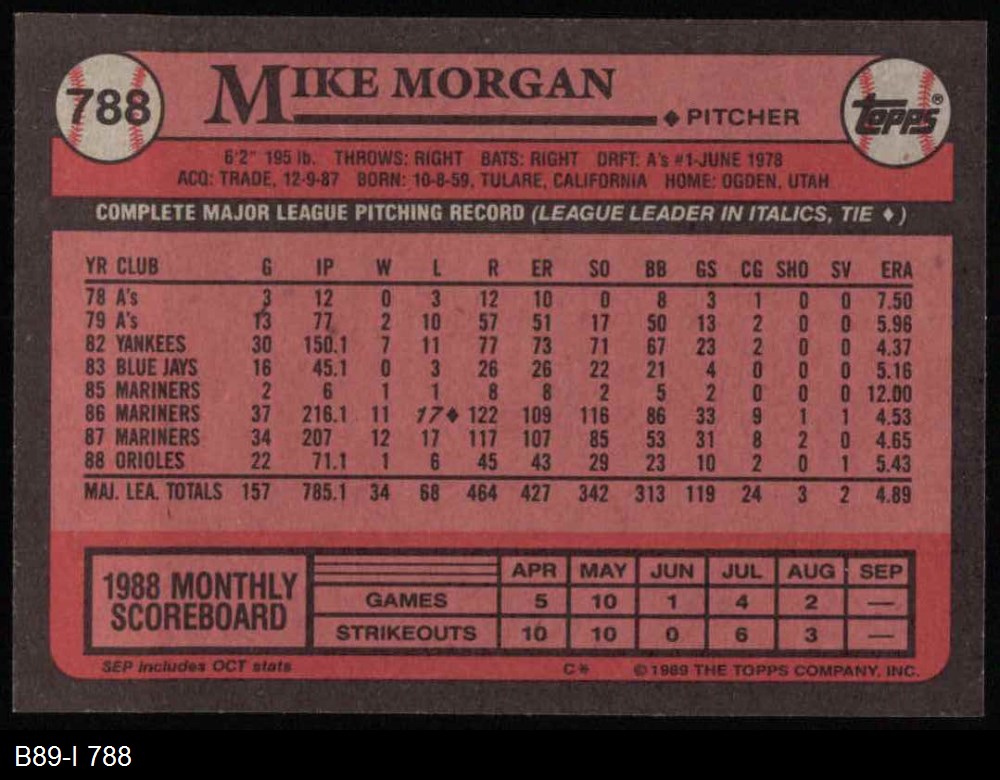 788
MIKE MORGAN
♦ PITCHER
Topps®
6'2" 195 lb. THROWS: RIGHT BATS: RIGHT DRFT: A's #1-JUNE 1978
ACQ: TRADE, 12-9-87 BORN: 10-8-59, TULARE, CALIFORNIA HOME: OGDEN, UTAH
COMPLETE MAJOR LEAGUE PITCHING RECORD (LEAGUE LEADER IN ITALICS, TIE ♦)
YR CLUB G IP W L R ER SO BB GS CG SHO SV ERA
78 A's 3 12 0 3 12 10 0 8 3 1 0 0 7.50
79 A's 13 77 2 10 57 51 17 50 13 2 0 0 5.96
82 YANKEES 30 150.1 7 11 77 73 71 67 23 2 0 0 4.37
83 BLUE JAYS 16 45.1 0 3 26 26 22 21 4 0 0 0 5.16
85 MARINERS 2 6 1 1 8 8 2 5 2 0 0 0 12.00
86 MARINERS 37 216.1 11 17♦ 122 109 116 86 33 9 1 1 4.53
87 MARINERS 34 207 12 17 117 107 85 53 31 8 2 0 4.65
88 ORIOLES 22 71.1 1 6 45 43 29 23 10 2 0 1 5.43
MAJ. LEA. TOTALS 157 785.1 34 68 464 427 342 313 119 24 3 2 4.89
1988 MONTHLY
SCOREBOARD
APR MAY JUN JUL AUG SEP
GAMES 5 10 1 4 2 —
STRIKEOUTS 10 10 0 6 3 —
SEP includes OCT stats
C* © 1989 THE TOPPS COMPANY, INC.
B89-I 788